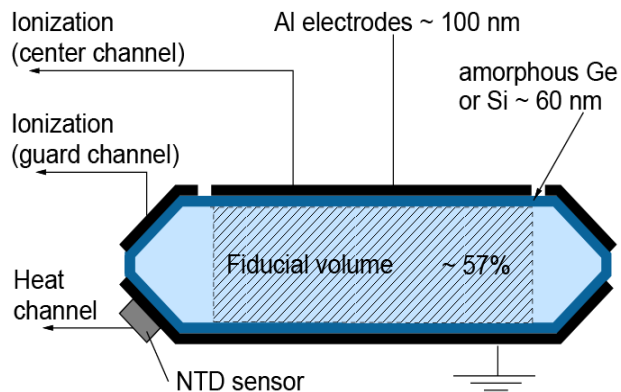 Ionization
(center channel)
Al electrodes ~ 100 nm
amorphous Ge
or Si ~ 60 nm
Ionization
(guard channel)
Fiducial volume ~ 57%
Heat
channel
NTD sensor